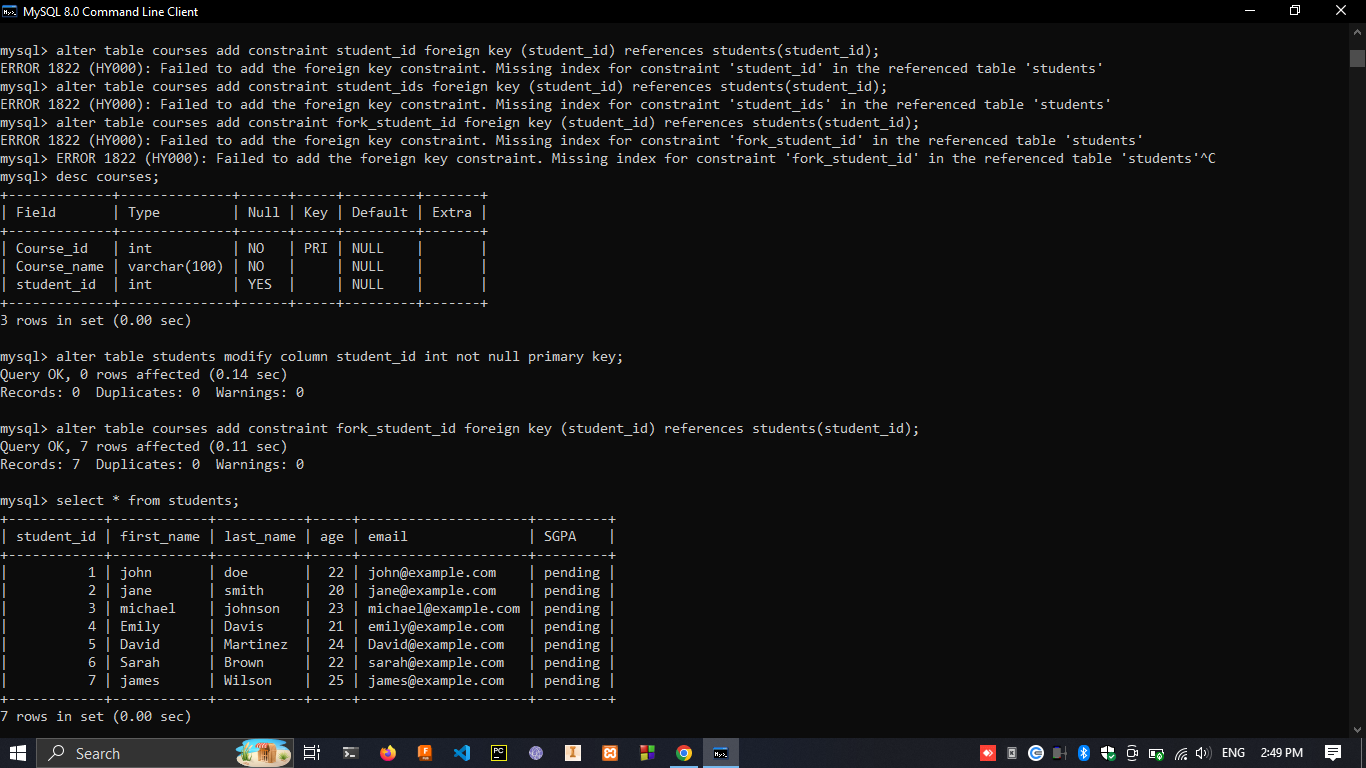 MySQL 8.0 Command Line Client
mysql> alter table courses add constraint student_id foreign key (student_id) references students(student_id);
ERROR 1822 (HY000): Failed to add the foreign key constraint. Missing index for constraint 'student_id' in the referenced table 'students'
mysql> alter table courses add constraint student_ids foreign key (student_id) references students(student_id);
ERROR 1822 (HY000): Failed to add the foreign key constraint. Missing index for constraint 'student_ids' in the referenced table 'students'
mysql> alter table courses add constraint fork_student_id foreign key (student_id) references students(student_id);
ERROR 1822 (HY000): Failed to add the foreign key constraint. Missing index for constraint 'fork_student_id' in the referenced table 'students'
mysql> ERROR 1822 (HY000): Failed to add the foreign key constraint. Missing index for constraint 'fork_student_id' in the referenced table 'students'^C
mysql> desc courses;
+-------------+--------------+------+-----+---------+-------+
| Field       | Type         | Null | Key | Default | Extra |
+-------------+--------------+------+-----+---------+-------+
| Course_id   | int          | NO   | PRI | NULL    |       |
| Course_name | varchar(100) | NO   |     | NULL    |       |
| student_id  | int          | YES  |     | NULL    |       |
+-------------+--------------+------+-----+---------+-------+
3 rows in set (0.00 sec)
mysql> alter table students modify column student_id int not null primary key;
Query OK, 0 rows affected (0.14 sec)
Records: 0  Duplicates: 0  Warnings: 0
mysql> alter table courses add constraint fork_student_id foreign key (student_id) references students(student_id);
Query OK, 7 rows affected (0.11 sec)
Records: 7  Duplicates: 0  Warnings: 0
mysql> select * from students;
+------------+------------+-----------+-----+---------------------+---------+
| student_id | first_name | last_name | age | email               | SGPA    |
+------------+------------+-----------+-----+---------------------+---------+
|          1 | john       | doe       |  22 | john@example.com    | pending |
|          2 | jane       | smith     |  20 | jane@example.com    | pending |
|          3 | michael    | johnson   |  23 | michael@example.com | pending |
|          4 | Emily      | Davis     |  21 | emily@example.com   | pending |
|          5 | David      | Martinez  |  24 | David@example.com   | pending |
|          6 | Sarah      | Brown     |  22 | sarah@example.com   | pending |
|          7 | james      | Wilson    |  25 | james@example.com   | pending |
+------------+------------+-----------+-----+---------------------+---------+
7 rows in set (0.00 sec)
Search
ENG
2:49 PM